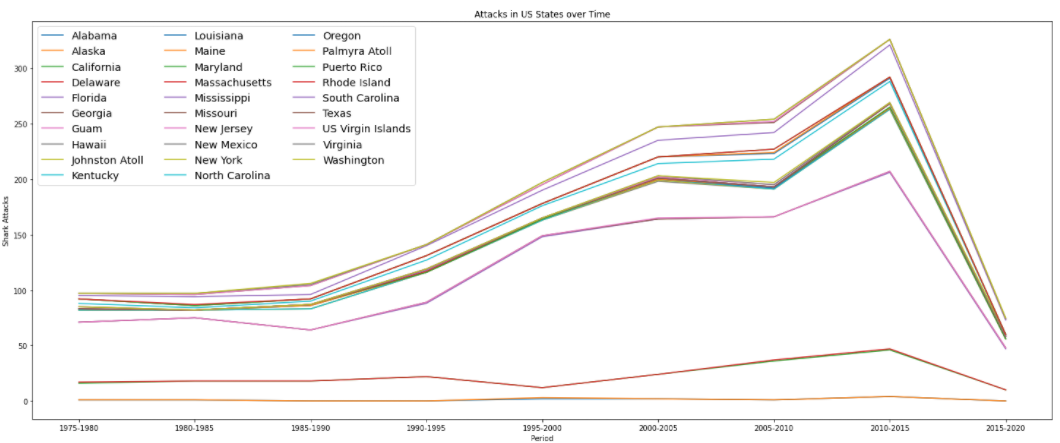 Attacks in US States over Time
Alabama Louisiana Oregon
Alaska Maine Palmyra Atoll
California Maryland Puerto Rico
Delaware Massachusetts Rhode Island
Florida Mississippi South Carolina
Georgia Missouri Texas
Guam New Jersey US Virgin Islands
Hawaii New Mexico Virginia
Johnston Atoll New York Washington
Kentucky North Carolina
300
250
200
150
100
50
0
Shark Attacks
1975-1980 1980-1985 1985-1990 1990-1995 1995-2000 2000-2005 2005-2010 2010-2015 2015-2020
Period